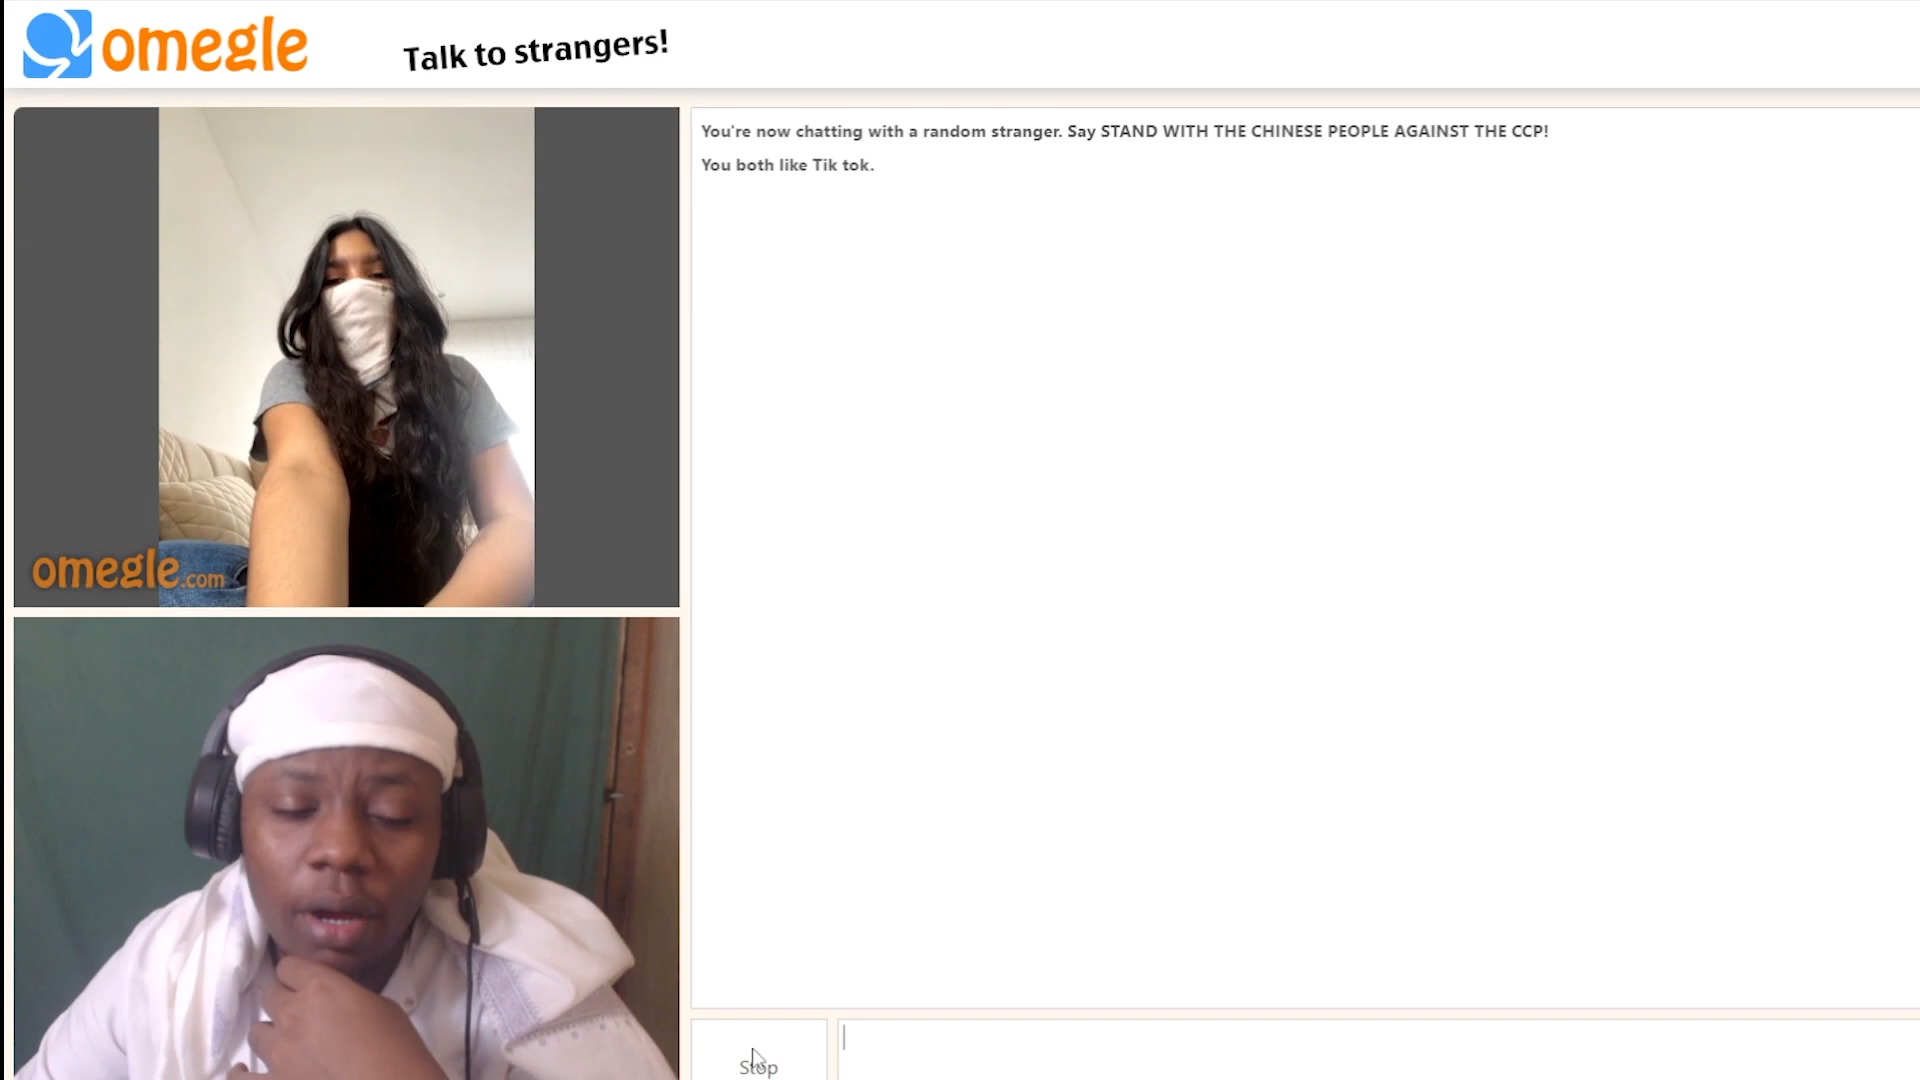 omegle
Talk to strangers!
You're now chatting with a random stranger. Say STAND WITH THE CHINESE PEOPLE AGAINST THE CCP!
You both like Tik tok.
omegle.com
Stop